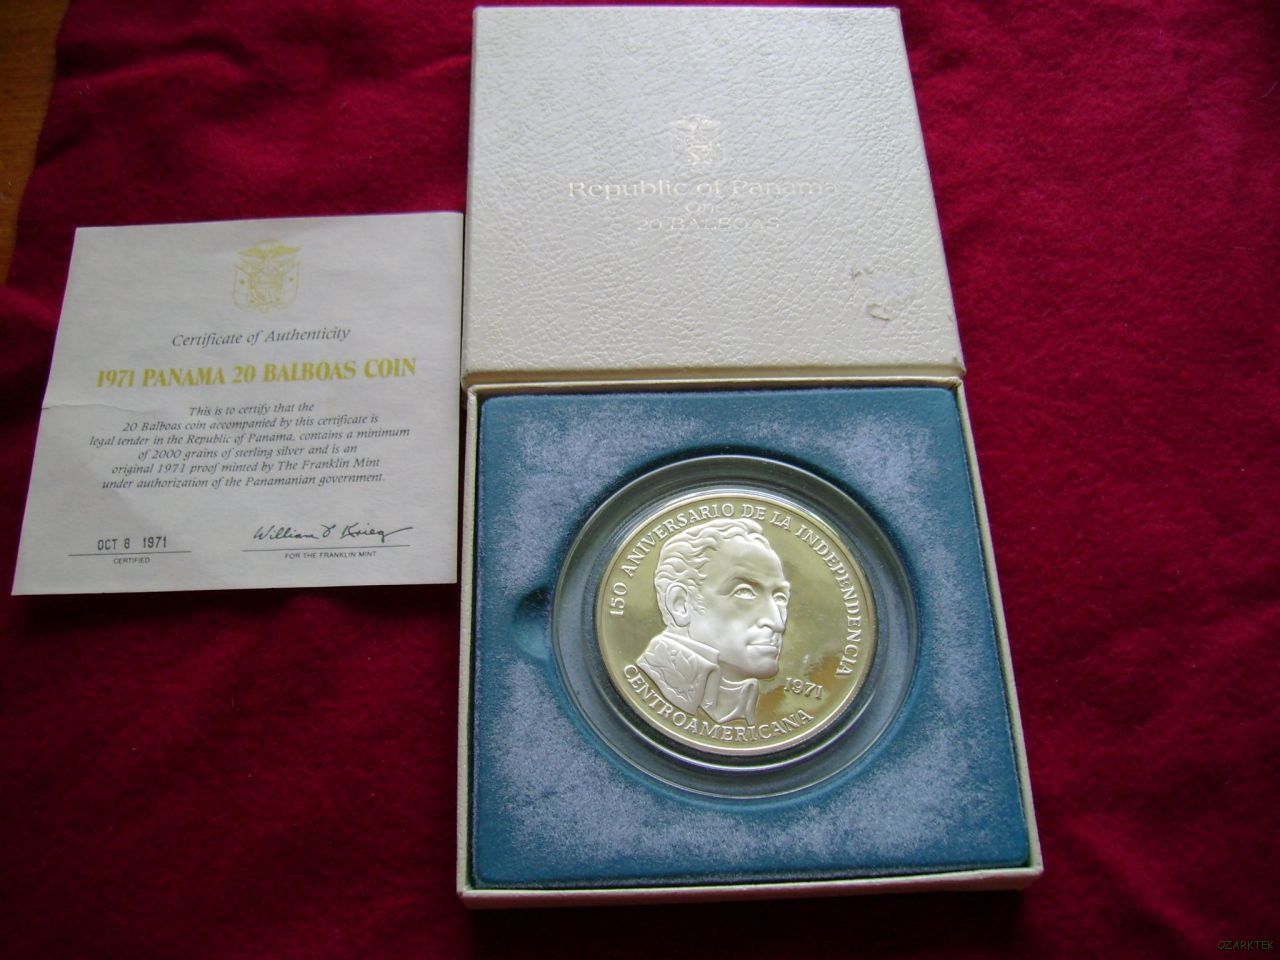 Republic of Panama
20 BALBOAS
Certificate of Authenticity
1971 PANAMA 20 BALBOAS COIN
This is to certify that the
20 Balboas coin accompanied by this certificate is
legal tender in the Republic of Panama, contains a minimum
of 2000 grains of sterling silver and is an
original 1971 proof minted by The Franklin Mint
under authorization of the Panamanian government.
OCT 8 1971
CERTIFIED
FOR THE FRANKLIN MINT
150 ANIVERSARIO DE LA INDEPENDENCIA
CENTROAMERICANA
1971
OZARKTEK